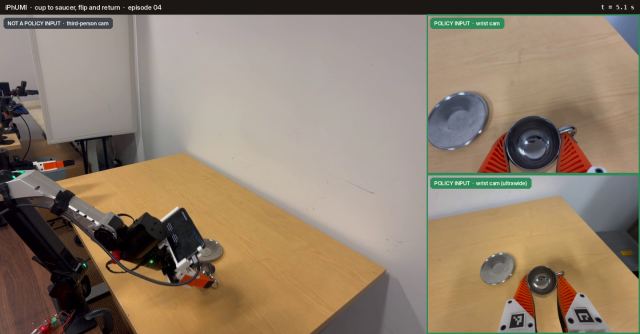 iPhUMI · cup to saucer, flip and return · episode 04
t = 5.1 s
NOT A POLICY INPUT · third-person cam
POLICY INPUT · wrist cam
POLICY INPUT · wrist cam (ultrawide)